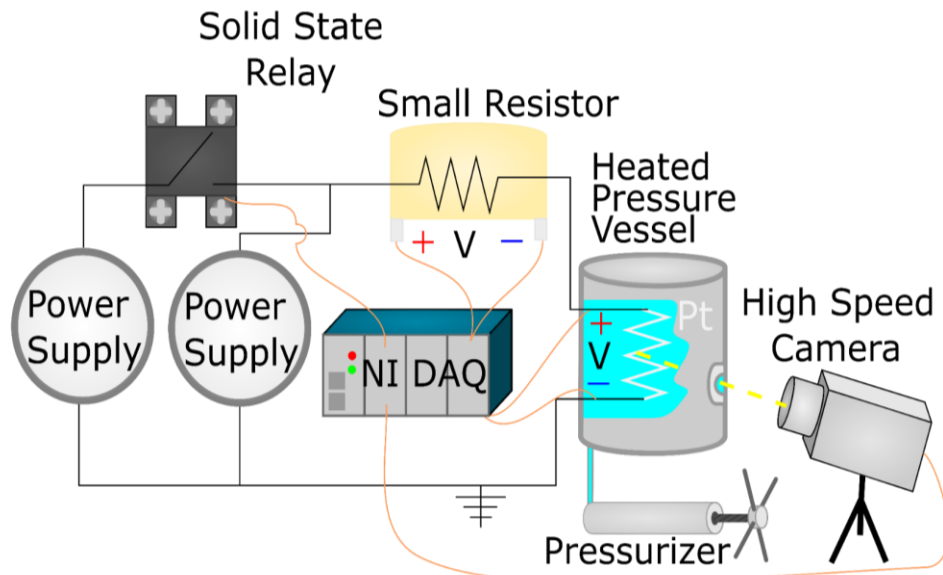 Solid State
Relay
Small Resistor
Heated
Pressure
Vessel
+ V −
Power
Supply
Power
Supply
NI DAQ
Pt
+
V
−
High Speed
Camera
Pressurizer